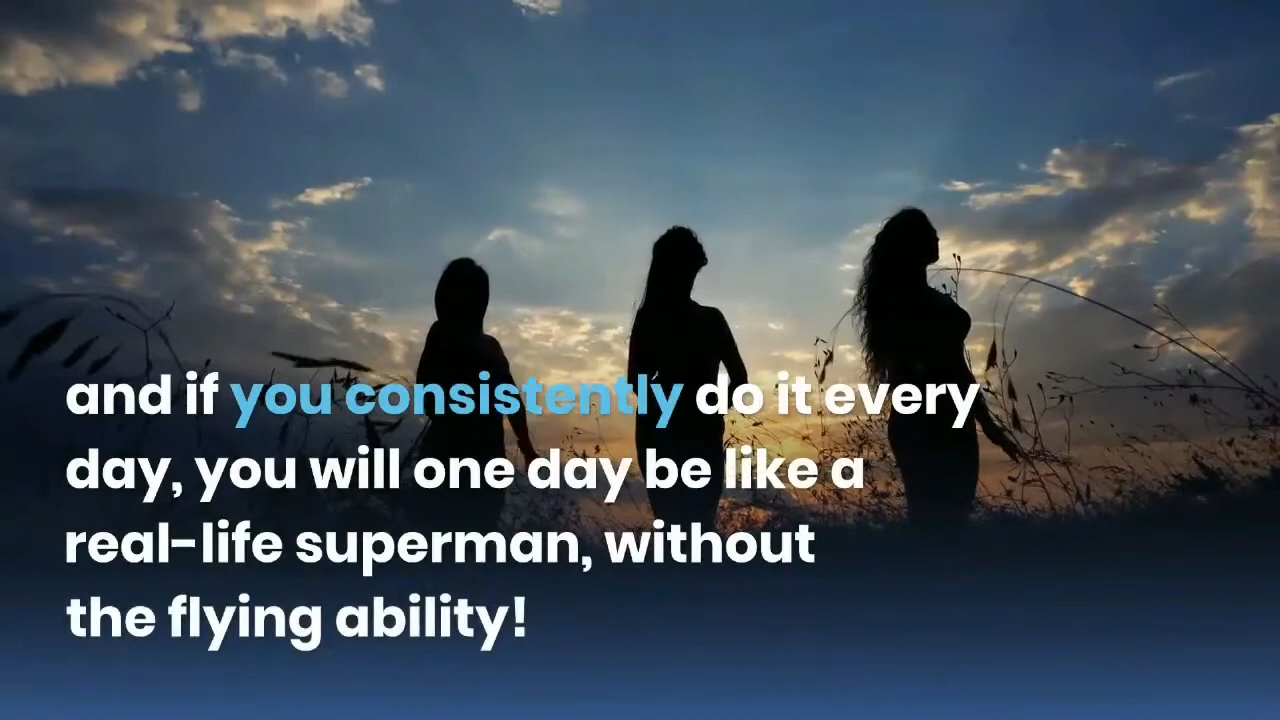 and if you consistently do it every
day, you will one day be like a
real-life superman, without
the flying ability!